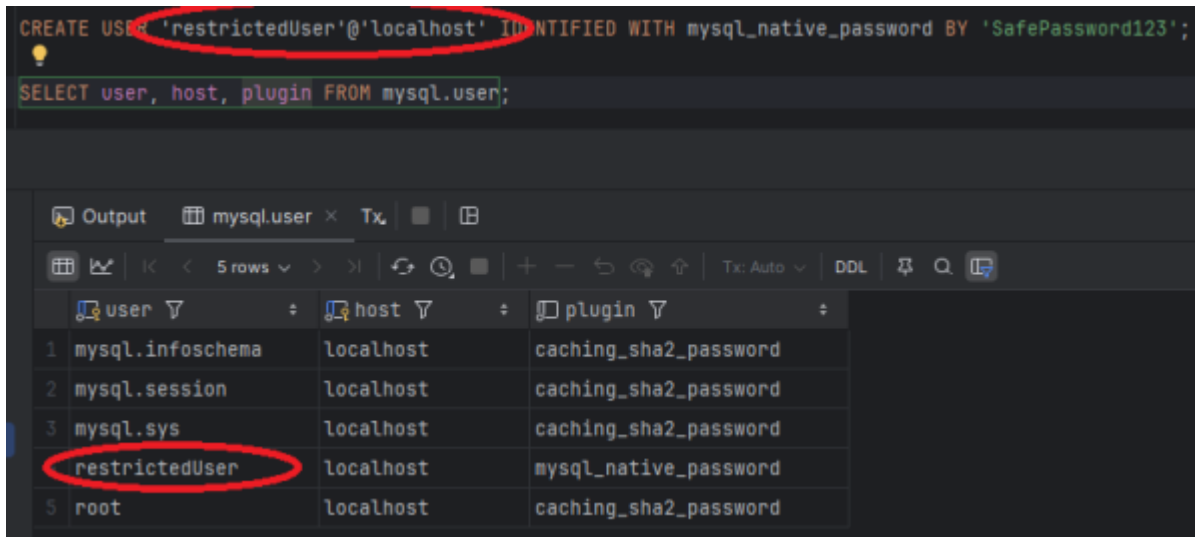 CREATE USER 'restrictedUser'@'localhost' IDENTIFIED WITH mysql_native_password BY 'SafePassword123';
SELECT user, host, plugin FROM mysql.user;
Output mysql.user Tx
5 rows Tx: Auto DDL
user host plugin
1 mysql.infoschema localhost caching_sha2_password
2 mysql.session localhost caching_sha2_password
3 mysql.sys localhost caching_sha2_password
restrictedUser localhost mysql_native_password
5 root localhost caching_sha2_password